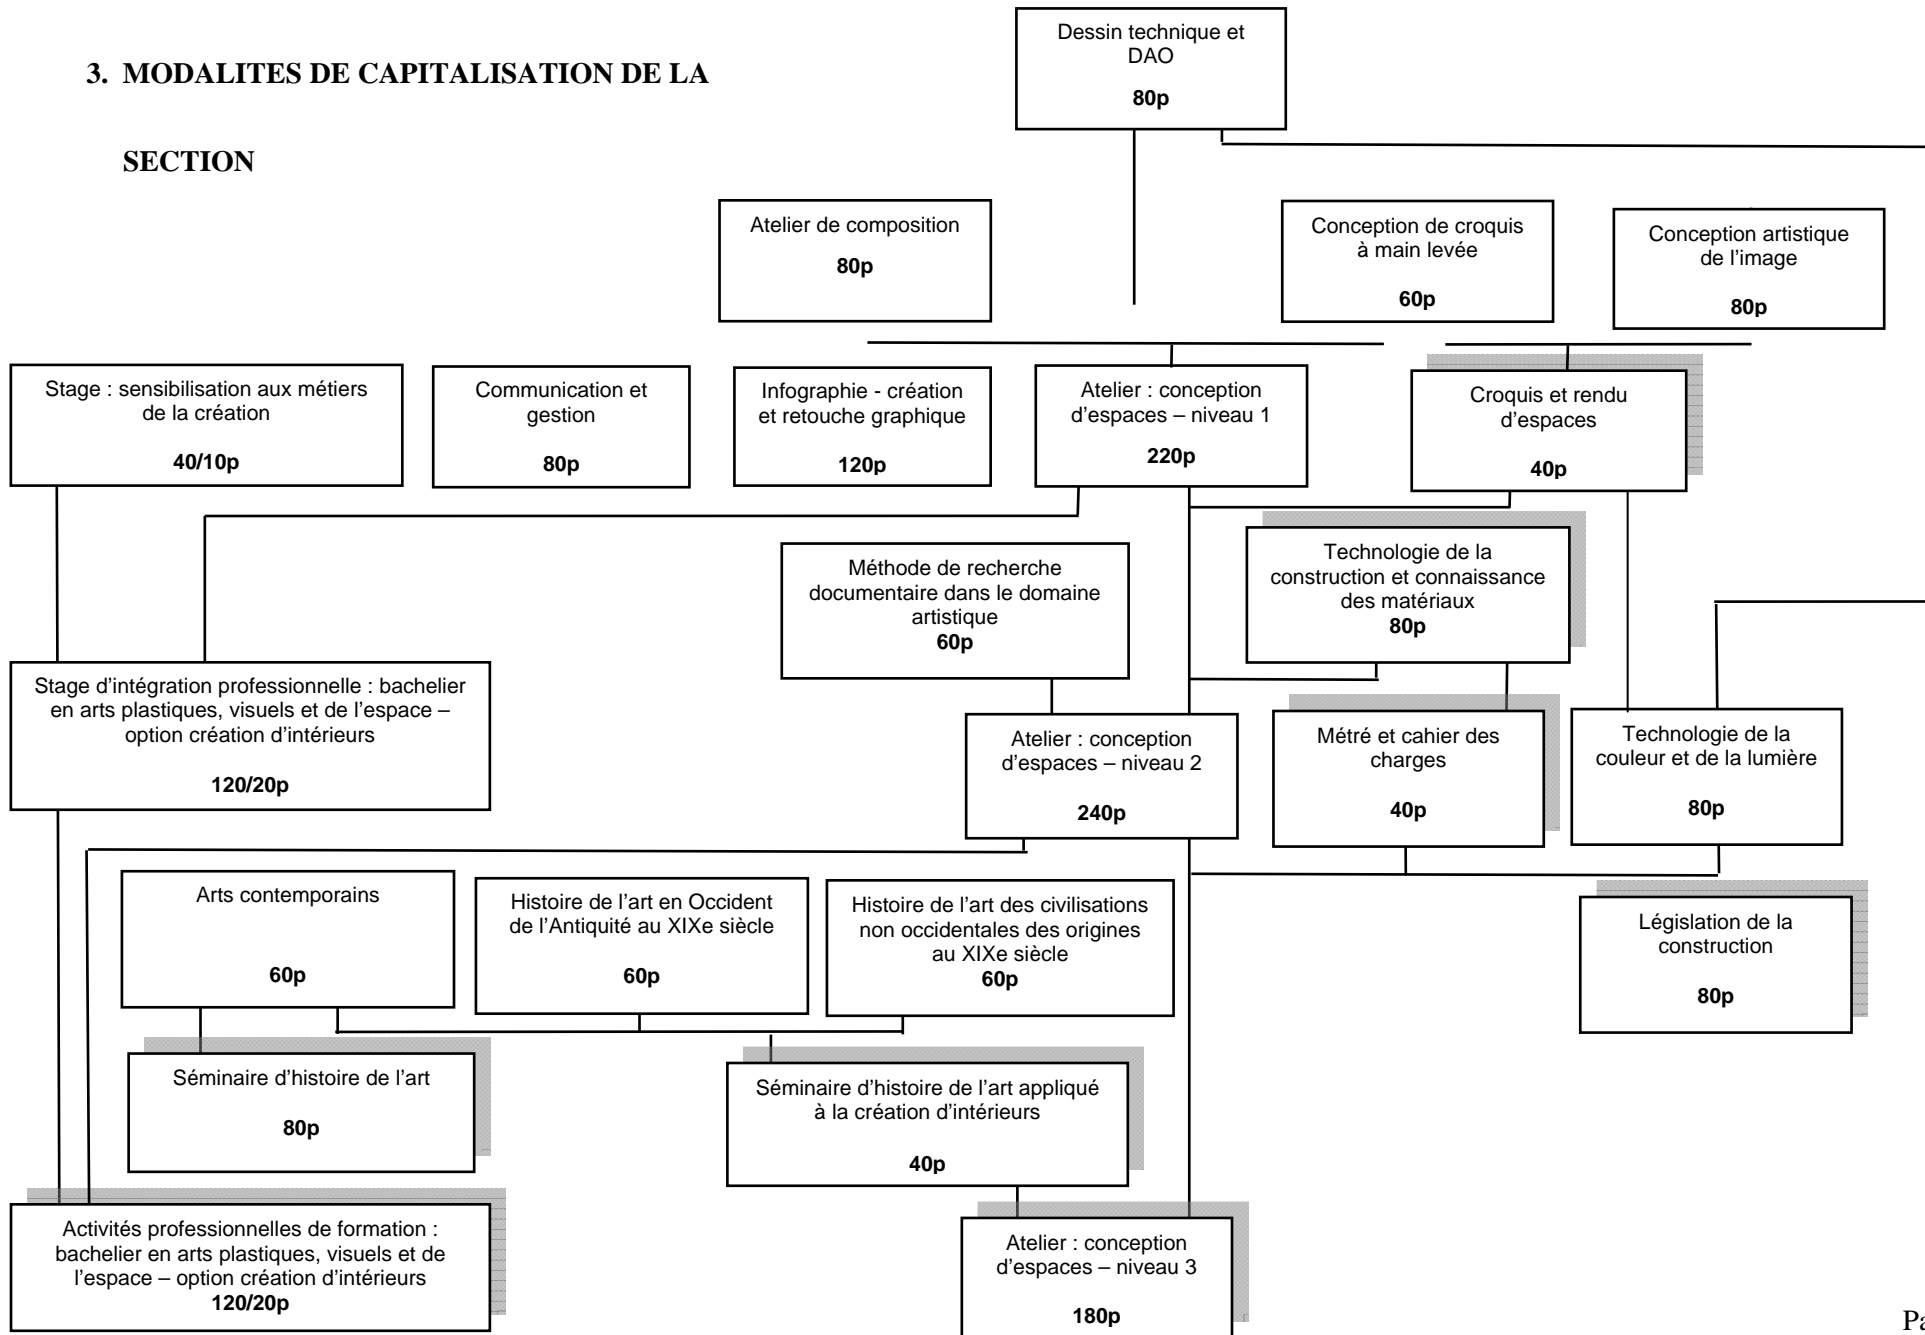 3. MODALITES DE CAPITALISATION DE LA
SECTION
Dessin technique et
DAO
80p
Atelier de composition
80p
Conception de croquis
à main levée
60p
Conception artistique
de l'image
80p
Stage : sensibilisation aux métiers
de la création
40/10p
Communication et
gestion
80p
Infographie - création
et retouche graphique
120p
Atelier : conception
d'espaces – niveau 1
220p
Croquis et rendu
d'espaces
40p
Méthode de recherche
documentaire dans le domaine
artistique
60p
Technologie de la
construction et connaissance
des matériaux
80p
Stage d'intégration professionnelle : bachelier
en arts plastiques, visuels et de l'espace –
option création d'intérieurs
120/20p
Atelier : conception
d'espaces – niveau 2
240p
Métré et cahier des
charges
40p
Technologie de la
couleur et de la lumière
80p
Arts contemporains
60p
Histoire de l'art en Occident
de l'Antiquité au XIXe siècle
60p
Histoire de l'art des civilisations
non occidentales des origines
au XIXe siècle
60p
Législation de la
construction
80p
Séminaire d'histoire de l'art
80p
Séminaire d'histoire de l'art appliqué
à la création d'intérieurs
40p
Activités professionnelles de formation :
bachelier en arts plastiques, visuels et de
l'espace – option création d'intérieurs
120/20p
Atelier : conception
d'espaces – niveau 3
180p
Pa